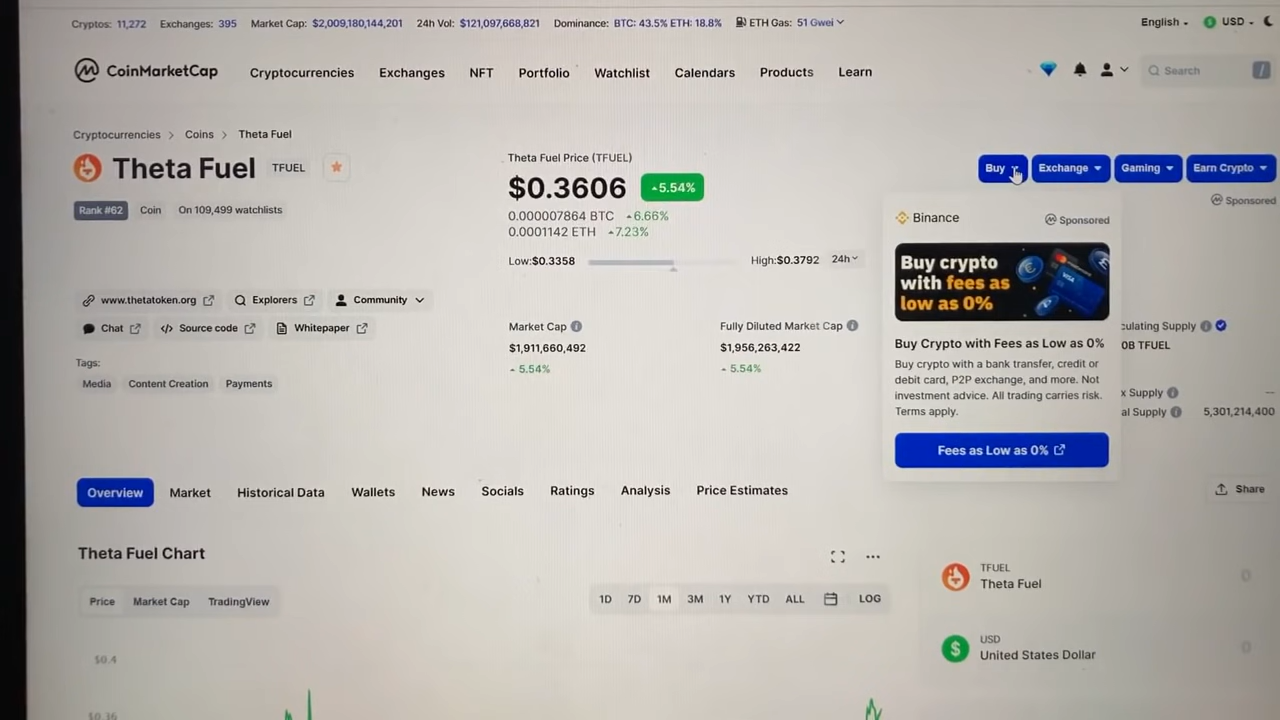 Cryptos: 11,272 Exchanges: 395 Market Cap: $2,009,180,144,201 24h Vol: $121,097,668,821 Dominance: BTC: 43.5% ETH: 18.8% ETH Gas: 51 Gwei
English USD
CoinMarketCap Cryptocurrencies Exchanges NFT Portfolio Watchlist Calendars Products Learn Search /
Cryptocurrencies > Coins > Theta Fuel
Theta Fuel TFUEL
Rank #62 Coin On 109,499 watchlists
www.thetatoken.org Explorers Community
Chat Source code Whitepaper
Tags:
Media Content Creation Payments
Theta Fuel Price (TFUEL)
$0.3606 5.54%
0.000007864 BTC 6.66%
0.0001142 ETH 7.23%
Low:$0.3358 High:$0.3792 24h
Market Cap Fully Diluted Market Cap
$1,911,660,492 $1,956,263,422
5.54% 5.54%
Buy Exchange Gaming Earn Crypto
Sponsored
Binance Sponsored
Buy crypto
with fees as
low as 0%
VISA
Buy Crypto with Fees as Low as 0%
Buy crypto with a bank transfer, credit or
debit card, P2P exchange, and more. Not
investment advice. All trading carries risk.
Terms apply.
Fees as Low as 0%
culating Supply
0B TFUEL
x Supply --
al Supply 5,301,214,400
Overview Market Historical Data Wallets News Socials Ratings Analysis Price Estimates
Share
Theta Fuel Chart
Price Market Cap TradingView
1D 7D 1M 3M 1Y YTD ALL LOG
$0.4
$0.36
TFUEL
Theta Fuel 0
USD
United States Dollar 0